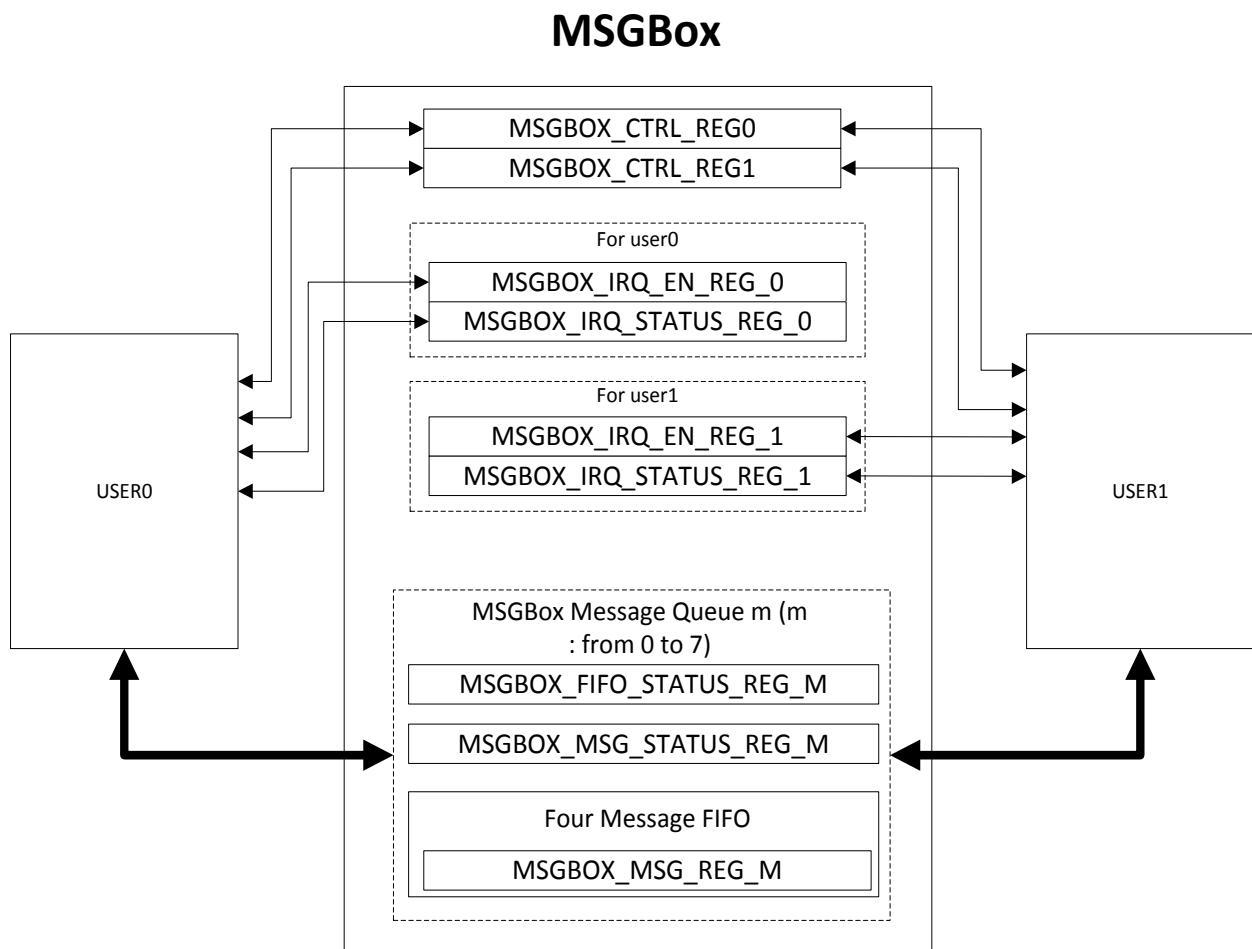 MSGBox
MSGBOX_CTRL_REG0
MSGBOX_CTRL_REG1
For user0
MSGBOX_IRQ_EN_REG_0
MSGBOX_IRQ_STATUS_REG_0
For user1
MSGBOX_IRQ_EN_REG_1
MSGBOX_IRQ_STATUS_REG_1
USER0
USER1
MSGBox Message Queue m (m
: from 0 to 7)
MSGBOX_FIFO_STATUS_REG_M
MSGBOX_MSG_STATUS_REG_M
Four Message FIFO
MSGBOX_MSG_REG_M